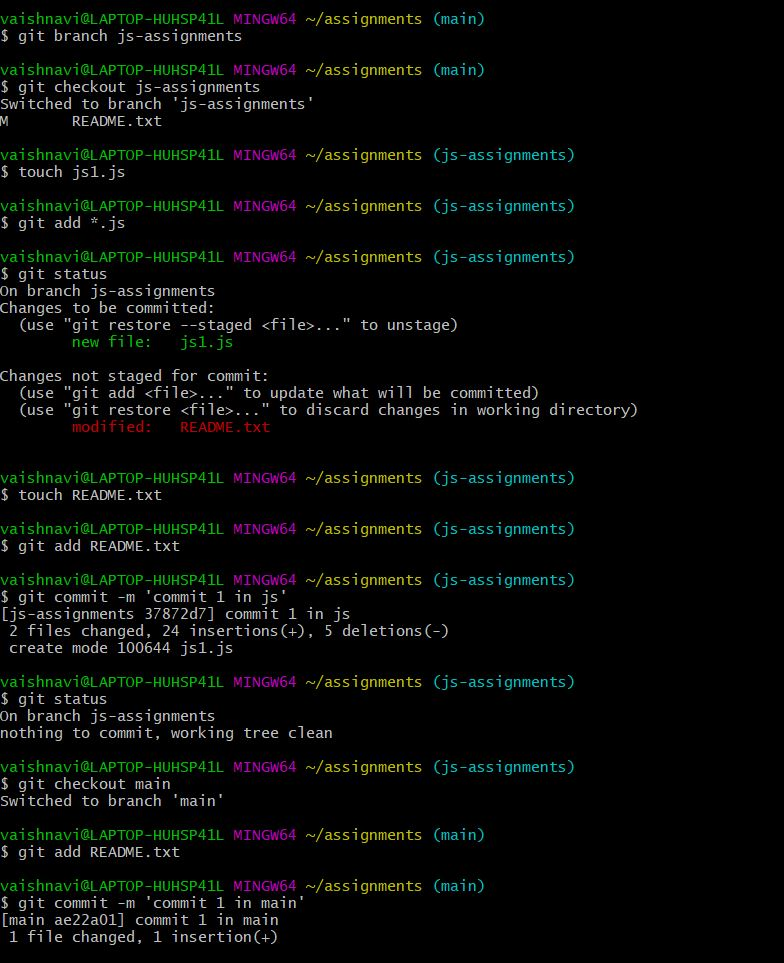 vaishnavi@LAPTOP-HUHSP41L MINGW64 ~/assignments (main)
$ git branch js-assignments
vaishnavi@LAPTOP-HUHSP41L MINGW64 ~/assignments (main)
$ git checkout js-assignments
Switched to branch 'js-assignments'
M       README.txt
vaishnavi@LAPTOP-HUHSP41L MINGW64 ~/assignments (js-assignments)
$ touch js1.js
vaishnavi@LAPTOP-HUHSP41L MINGW64 ~/assignments (js-assignments)
$ git add *.js
vaishnavi@LAPTOP-HUHSP41L MINGW64 ~/assignments (js-assignments)
$ git status
On branch js-assignments
Changes to be committed:
  (use "git restore --staged <file>..." to unstage)
        new file:   js1.js
Changes not staged for commit:
  (use "git add <file>..." to update what will be committed)
  (use "git restore <file>..." to discard changes in working directory)
        modified:   README.txt
vaishnavi@LAPTOP-HUHSP41L MINGW64 ~/assignments (js-assignments)
$ touch README.txt
vaishnavi@LAPTOP-HUHSP41L MINGW64 ~/assignments (js-assignments)
$ git add README.txt
vaishnavi@LAPTOP-HUHSP41L MINGW64 ~/assignments (js-assignments)
$ git commit -m 'commit 1 in js'
[js-assignments 37872d7] commit 1 in js
 2 files changed, 24 insertions(+), 5 deletions(-)
 create mode 100644 js1.js
vaishnavi@LAPTOP-HUHSP41L MINGW64 ~/assignments (js-assignments)
$ git status
On branch js-assignments
nothing to commit, working tree clean
vaishnavi@LAPTOP-HUHSP41L MINGW64 ~/assignments (js-assignments)
$ git checkout main
Switched to branch 'main'
vaishnavi@LAPTOP-HUHSP41L MINGW64 ~/assignments (main)
$ git add README.txt
vaishnavi@LAPTOP-HUHSP41L MINGW64 ~/assignments (main)
$ git commit -m 'commit 1 in main'
[main ae22a01] commit 1 in main
 1 file changed, 1 insertion(+)